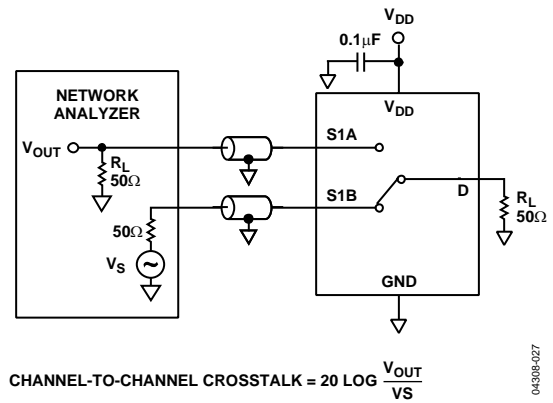 V_DD
0.1μF
NETWORK
ANALYZER
V_DD
V_OUT
S1A
R_L
50Ω
S1B
D
R_L
50Ω
50Ω
V_S
GND
CHANNEL-TO-CHANNEL CROSSTALK = 20 LOG V_OUT
VS
04308-027